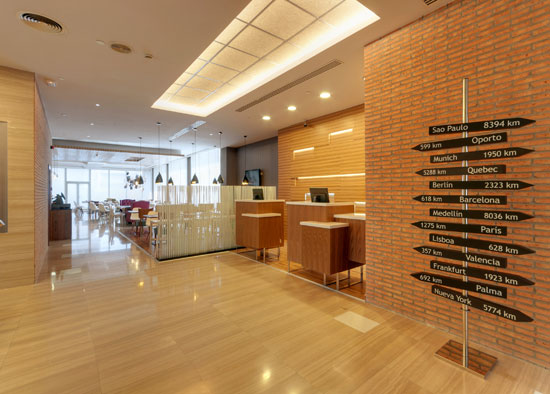 Sao Paulo 8394 km
599 km Oporto
Munich 1950 km
5288 km Quebec
Berlin 2323 km
618 km Barcelona
Medellin 8036 km
1275 km Paris
Lisboa 628 km
357 km Valencia
Frankfurt 1923 km
692 km Palma
Nueva York 5774 km